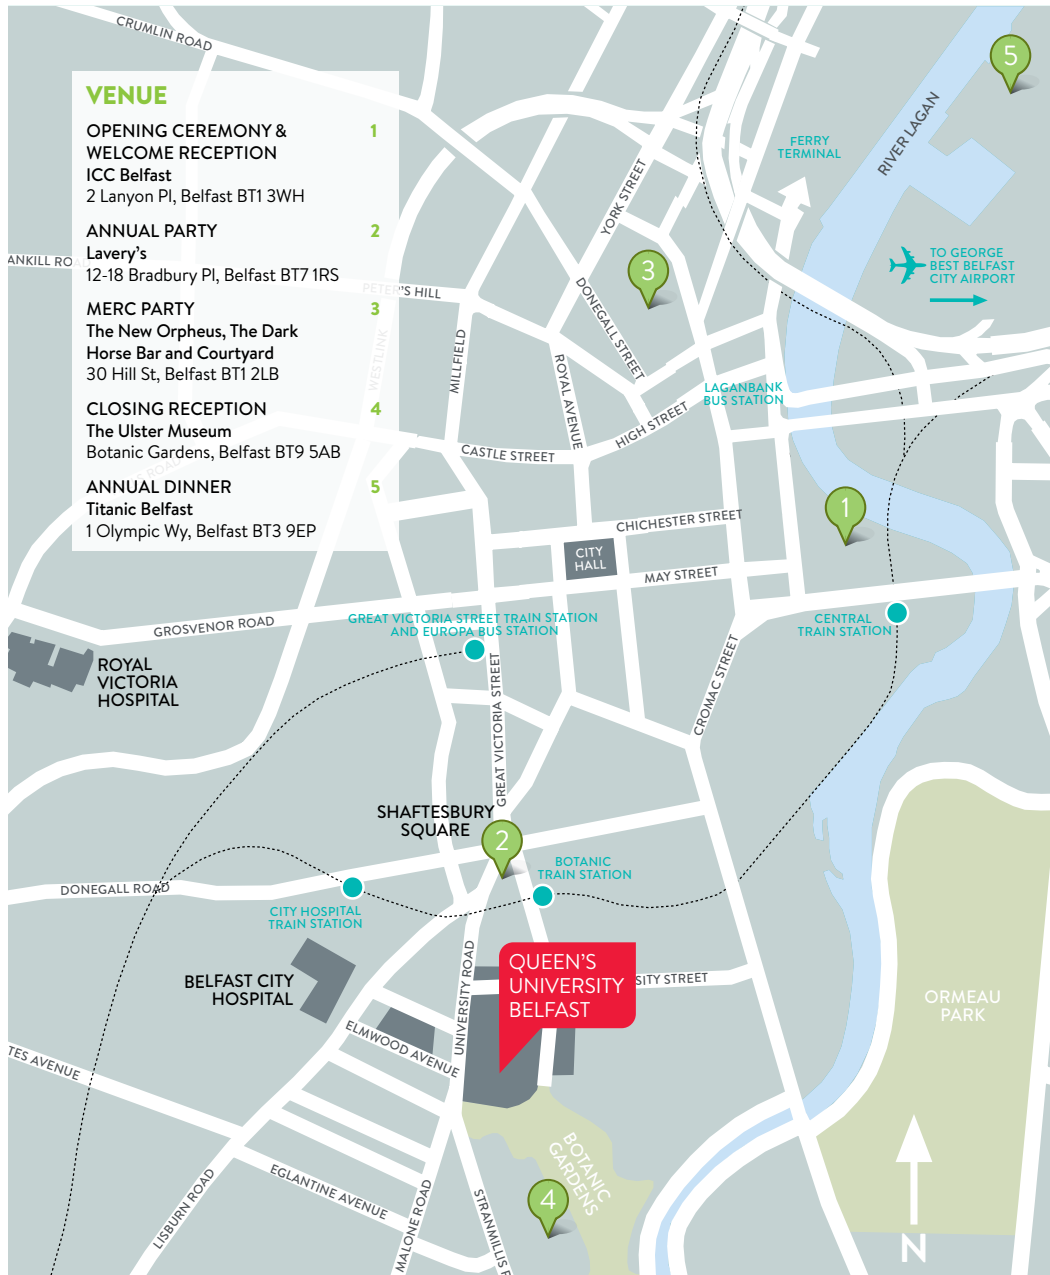 CRUMLIN ROAD
VENUE
OPENING CEREMONY & 1
WELCOME RECEPTION
ICC Belfast
2 Lanyon Pl, Belfast BT1 3WH
ANNUAL PARTY 2
Lavery's
12-18 Bradbury Pl, Belfast BT7 1RS
MERC PARTY 3
The New Orpheus, The Dark
Horse Bar and Courtyard
30 Hill St, Belfast BT1 2LB
CLOSING RECEPTION 4
The Ulster Museum
Botanic Gardens, Belfast BT9 5AB
ANNUAL DINNER 5
Titanic Belfast
1 Olympic Wy, Belfast BT3 9EP
5
RIVER LAGAN
FERRY
TERMINAL
YORK STREET
3
TO GEORGE
BEST BELFAST
CITY AIRPORT
ANKILL ROA
PETER'S HILL
DONEGALL STREET
WESTLINK
MILLFIELD
ROYAL AVENUE
LAGANBANK
BUS STATION
HIGH STREET
CASTLE STREET
ROAD
1
CHICHESTER STREET
CITY
HALL
MAY STREET
GROSVENOR ROAD
GREAT VICTORIA STREET TRAIN STATION
AND EUROPA BUS STATION
CENTRAL
TRAIN STATION
ROYAL
VICTORIA
HOSPITAL
GREAT VICTORIA STREET
CROMAC STREET
SHAFTESBURY
SQUARE
2
BOTANIC
TRAIN STATION
DONEGALL ROAD
CITY HOSPITAL
TRAIN STATION
BELFAST CITY
HOSPITAL
UNIVERSITY ROAD
QUEEN'S
UNIVERSITY
BELFAST
SITY STREET
ORMEAU
PARK
ELMWOOD AVENUE
TES AVENUE
BOTANIC
GARDENS
4
EGLANTINE AVENUE
LISBURN ROAD
MALONE ROAD
STRANMILLIS R
N